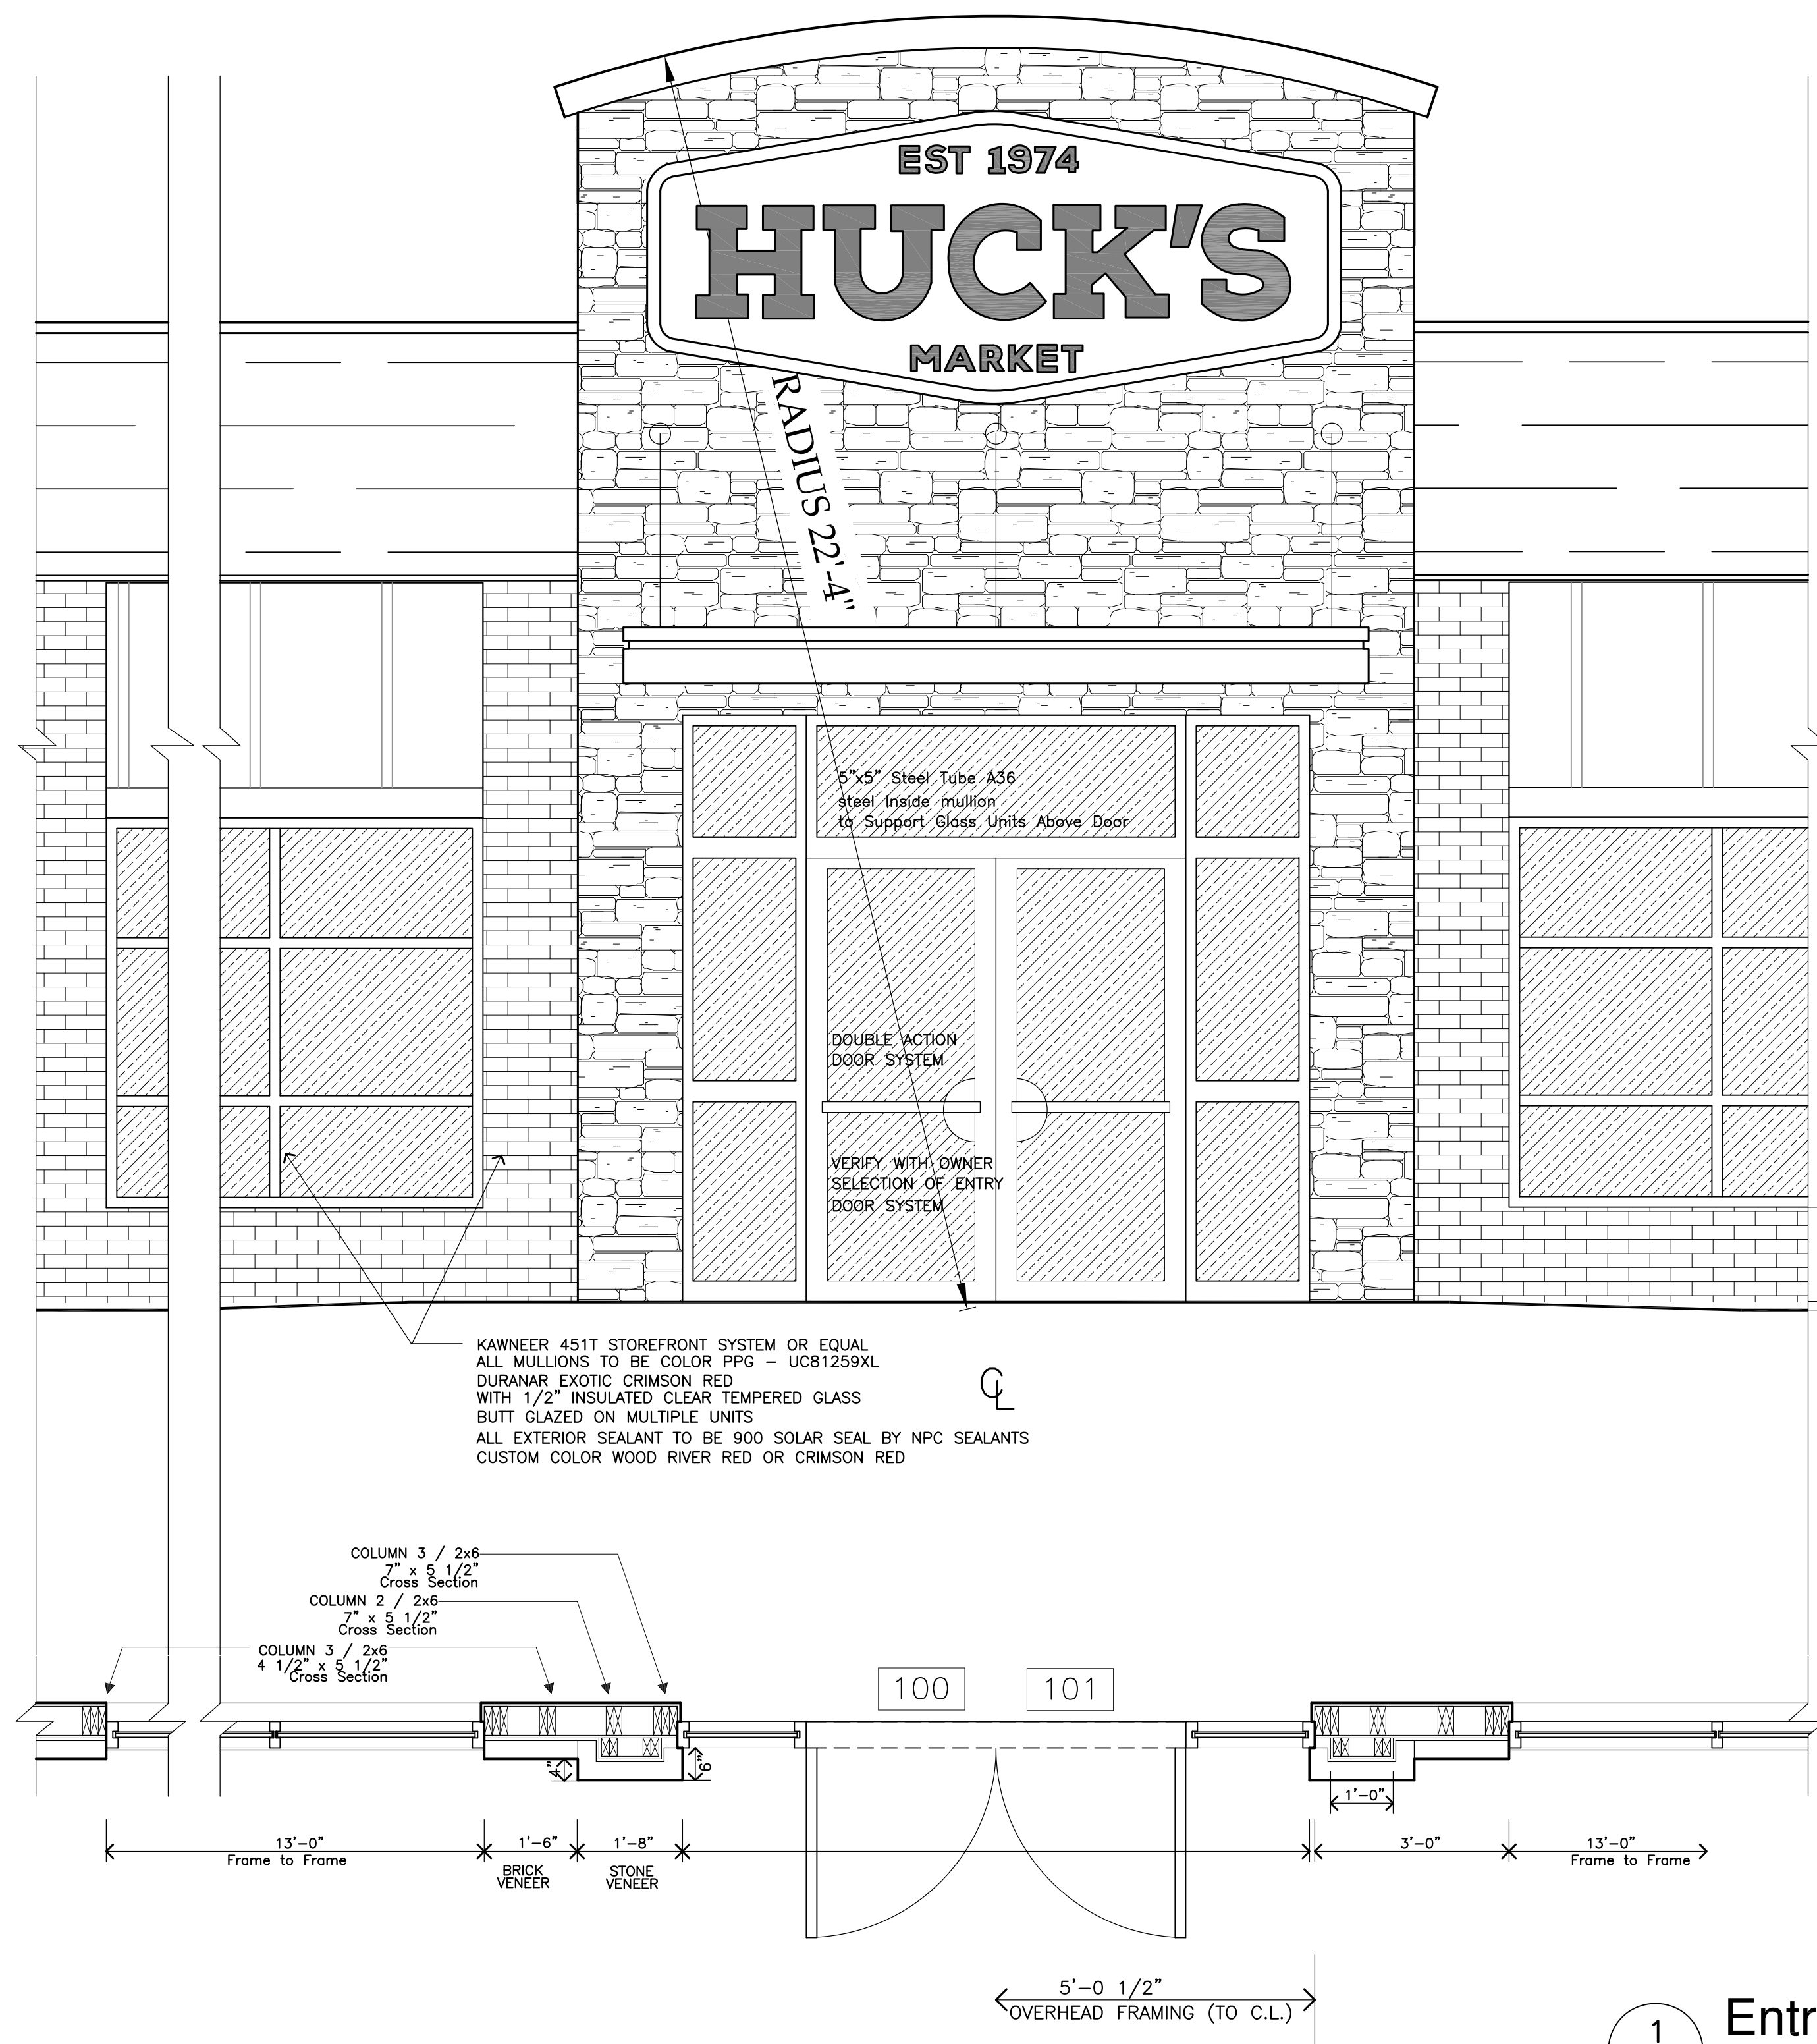 EST 1974
HUCK'S
MARKET
RADIUS 22'-4"
5"x5" Steel Tube A36
steel Inside mullion
to Support Glass Units Above Door
DOUBLE ACTION
DOOR SYSTEM
VERIFY WITH OWNER
SELECTION OF ENTRY
DOOR SYSTEM
KAWNEER 451T STOREFRONT SYSTEM OR EQUAL
ALL MULLIONS TO BE COLOR PPG – UC81259XL
DURANAR EXOTIC CRIMSON RED
WITH 1/2" INSULATED CLEAR TEMPERED GLASS
BUTT GLAZED ON MULTIPLE UNITS
ALL EXTERIOR SEALANT TO BE 900 SOLAR SEAL BY NPC SEALANTS
CUSTOM COLOR WOOD RIVER RED OR CRIMSON RED
CL
COLUMN 3 / 2x6
7" x 5 1/2"
Cross Section
COLUMN 2 / 2x6
7" x 5 1/2"
Cross Section
COLUMN 3 / 2x6
4 1/2" x 5 1/2"
Cross Section
100
101
4"
6"
1'-0"
13'-0"
Frame to Frame
1'-6"
BRICK
VENEER
1'-8"
STONE
VENEER
3'-0"
13'-0"
Frame to Frame
5'-0 1/2"
OVERHEAD FRAMING (TO C.L.)
1
Entr